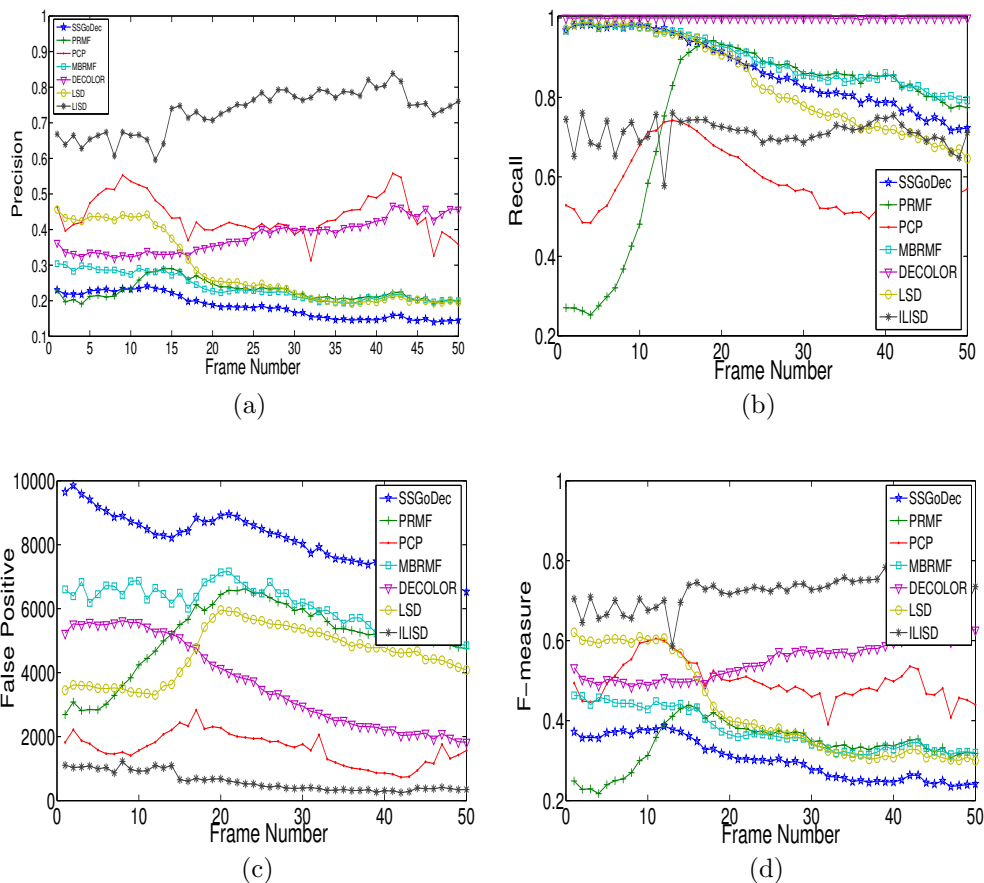 1
0.9
0.8
0.7
0.6
0.5
0.4
0.3
0.2
0.1
0
5
10
15
20
25
30
35
40
45
50
Precision
Frame Number
SSGoDec
PRMF
PCP
MBRMF
DECOLOR
LSD
LISD
(a)
1
0.8
0.6
0.4
0.2
0
10
20
30
40
50
Recall
Frame Number
SSGoDec
PRMF
PCP
MBRMF
DECOLOR
LSD
ILISD
(b)
10000
8000
6000
4000
2000
0
0
10
20
30
40
50
False Positive
Frame Number
SSGoDec
PRMF
PCP
MBRMF
DECOLOR
LSD
ILISD
(c)
1
0.8
0.6
0.4
0.2
0
10
20
30
40
50
F-measure
Frame Number
SSGoDec
PRMF
PCP
MBRMF
DECOLOR
LSD
ILISD
(d)